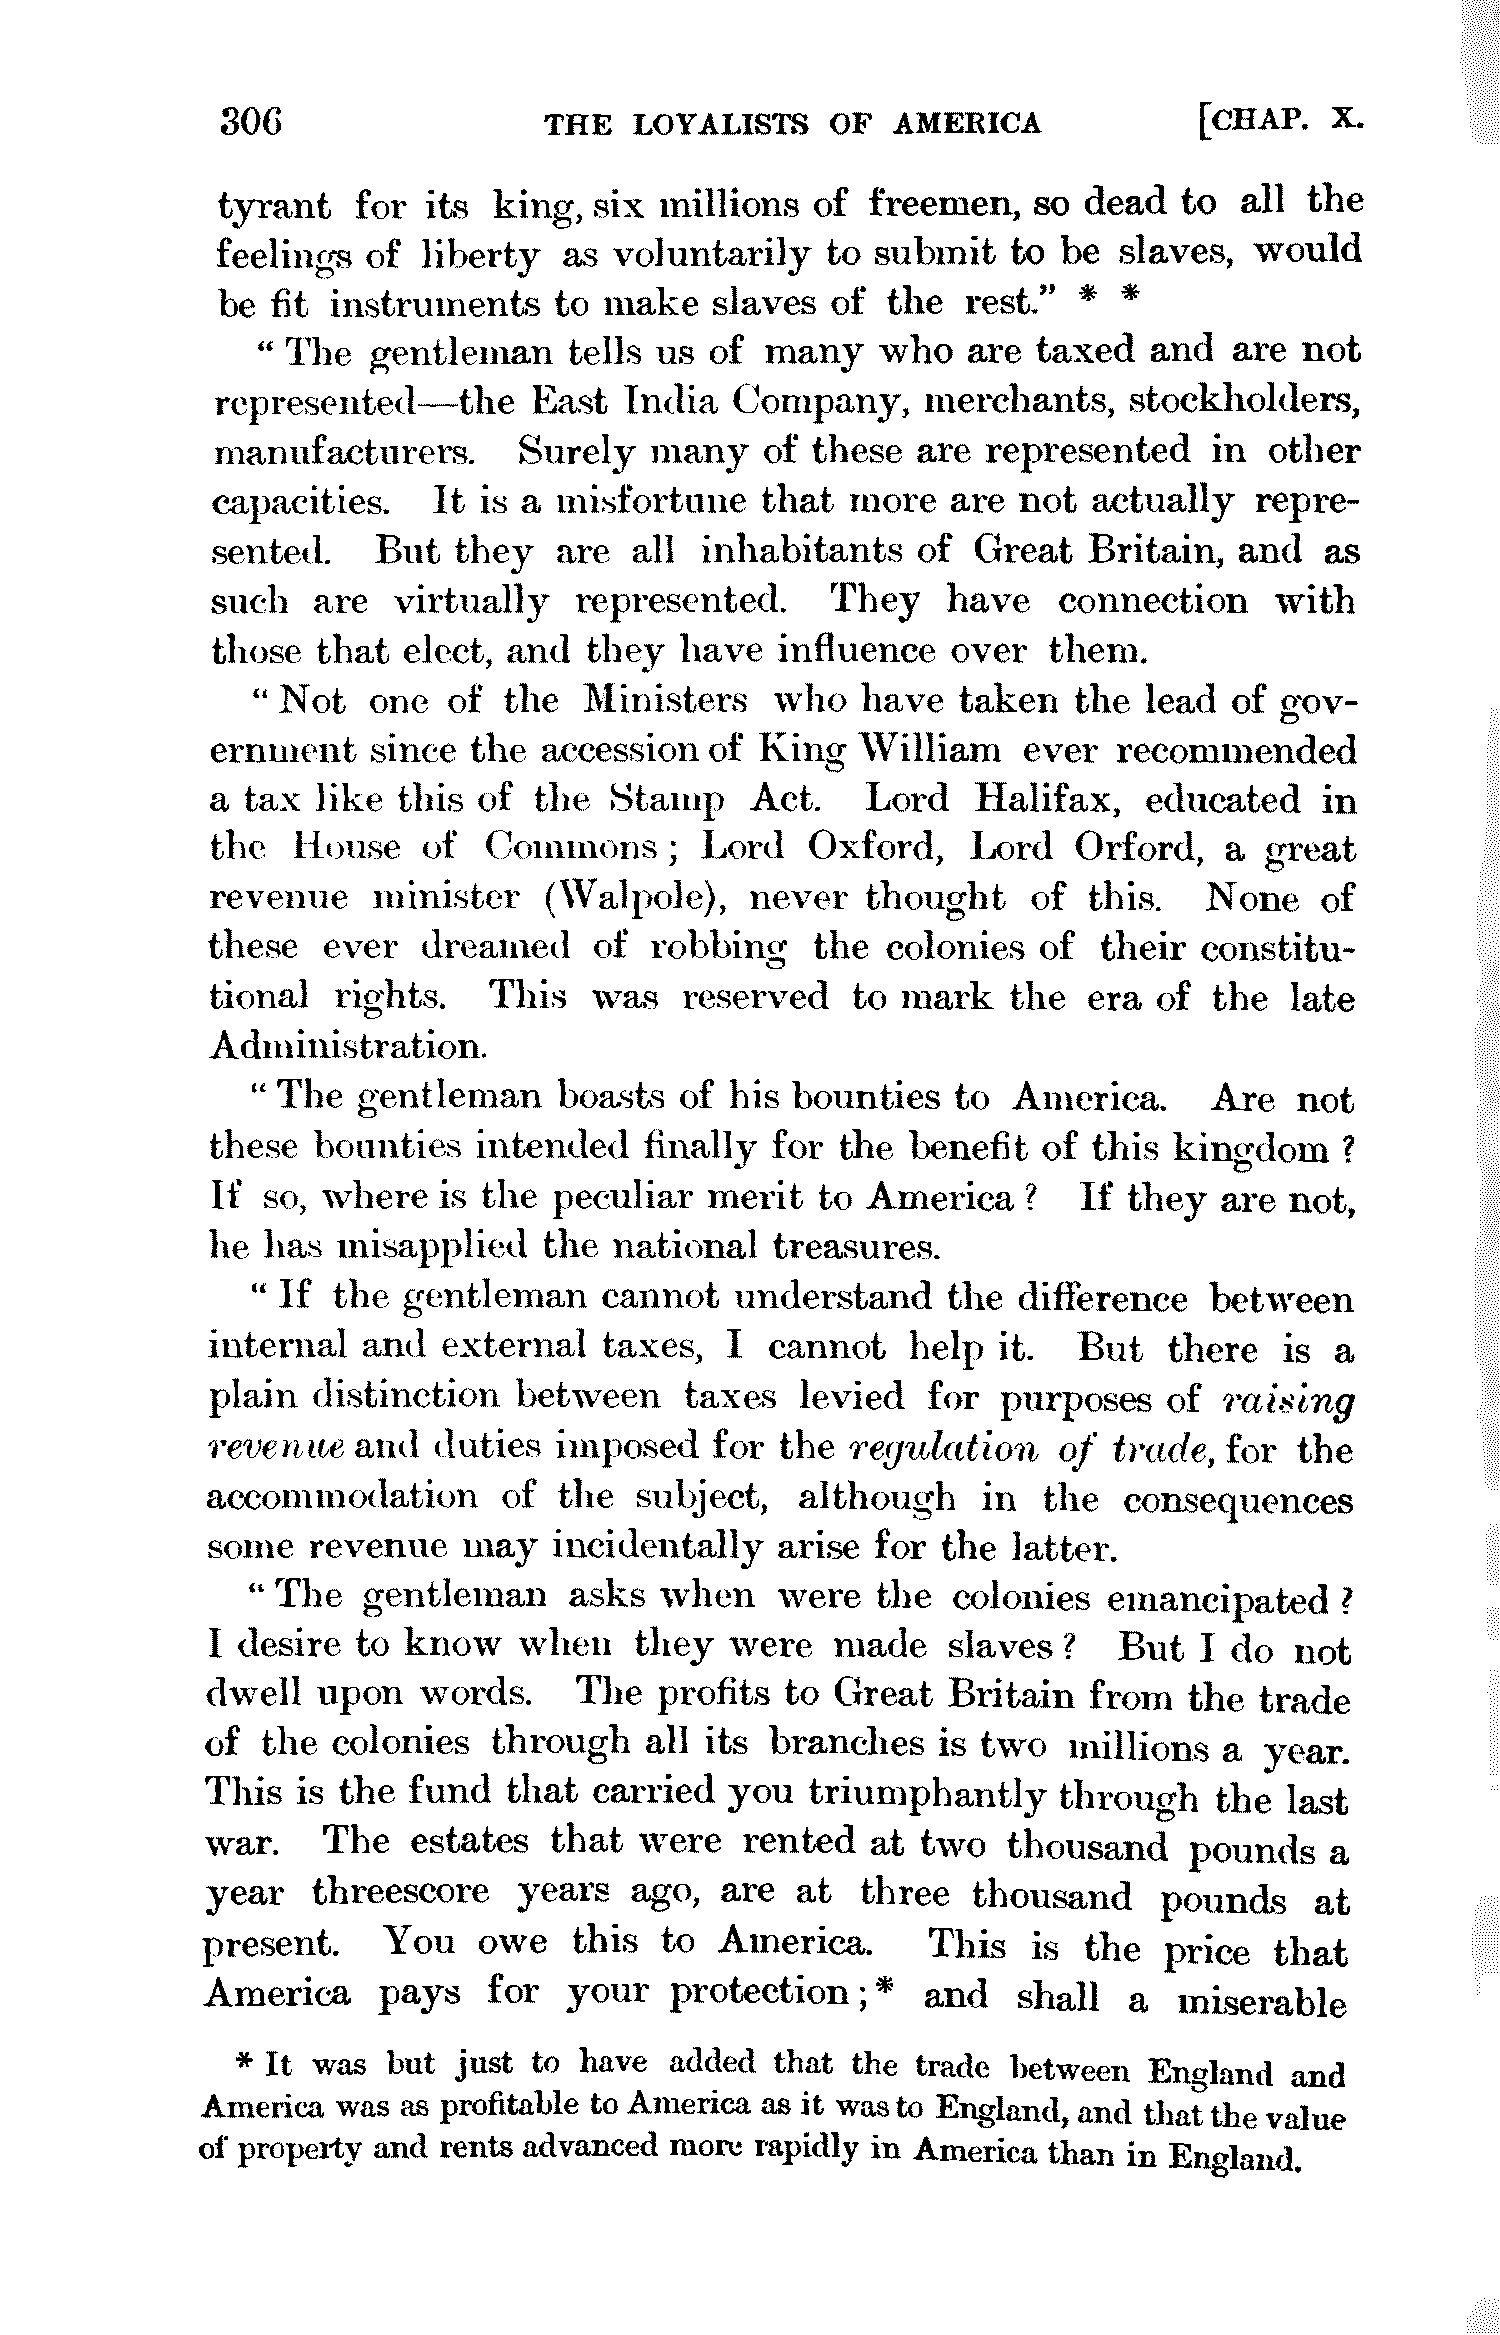 306 THE LOYALISTS OF AMERICA [CHAP. X.
tyrant for its king, six millions of freemen, so dead to all the
feelings of liberty as voluntarily to submit to be slaves, would
be fit instruments to make slaves of the rest." * *
"The gentleman tells us of many who are taxed and are not
represented—the East India Company, merchants, stockholders,
manufacturers. Surely many of these are represented in other
capacities. It is a misfortune that more are not actually repre-
sented. But they are all inhabitants of Great Britain, and as
such are virtually represented. They have connection with
those that elect, and they have influence over them.
"Not one of the Ministers who have taken the lead of gov-
ernment since the accession of King William ever recommended
a tax like this of the Stamp Act. Lord Halifax, educated in
the House of Commons; Lord Oxford, Lord Orford, a great
revenue minister (Walpole), never thought of this. None of
these ever dreamed of robbing the colonies of their constitu-
tional rights. This was reserved to mark the era of the late
Administration.
"The gentleman boasts of his bounties to America. Are not
these bounties intended finally for the benefit of this kingdom?
If so, where is the peculiar merit to America? If they are not,
he has misapplied the national treasures.
"If the gentleman cannot understand the difference between
internal and external taxes, I cannot help it. But there is a
plain distinction between taxes levied for purposes of raising
revenue and duties imposed for the regulation of trade, for the
accommodation of the subject, although in the consequences
some revenue may incidentally arise for the latter.
"The gentleman asks when were the colonies emancipated?
I desire to know when they were made slaves? But I do not
dwell upon words. The profits to Great Britain from the trade
of the colonies through all its branches is two millions a year.
This is the fund that carried you triumphantly through the last
war. The estates that were rented at two thousand pounds a
year threescore years ago, are at three thousand pounds at
present. You owe this to America. This is the price that
America pays for your protection;* and shall a miserable
* It was but just to have added that the trade between England and
America was as profitable to America as it was to England, and that the value
of property and rents advanced more rapidly in America than in England.